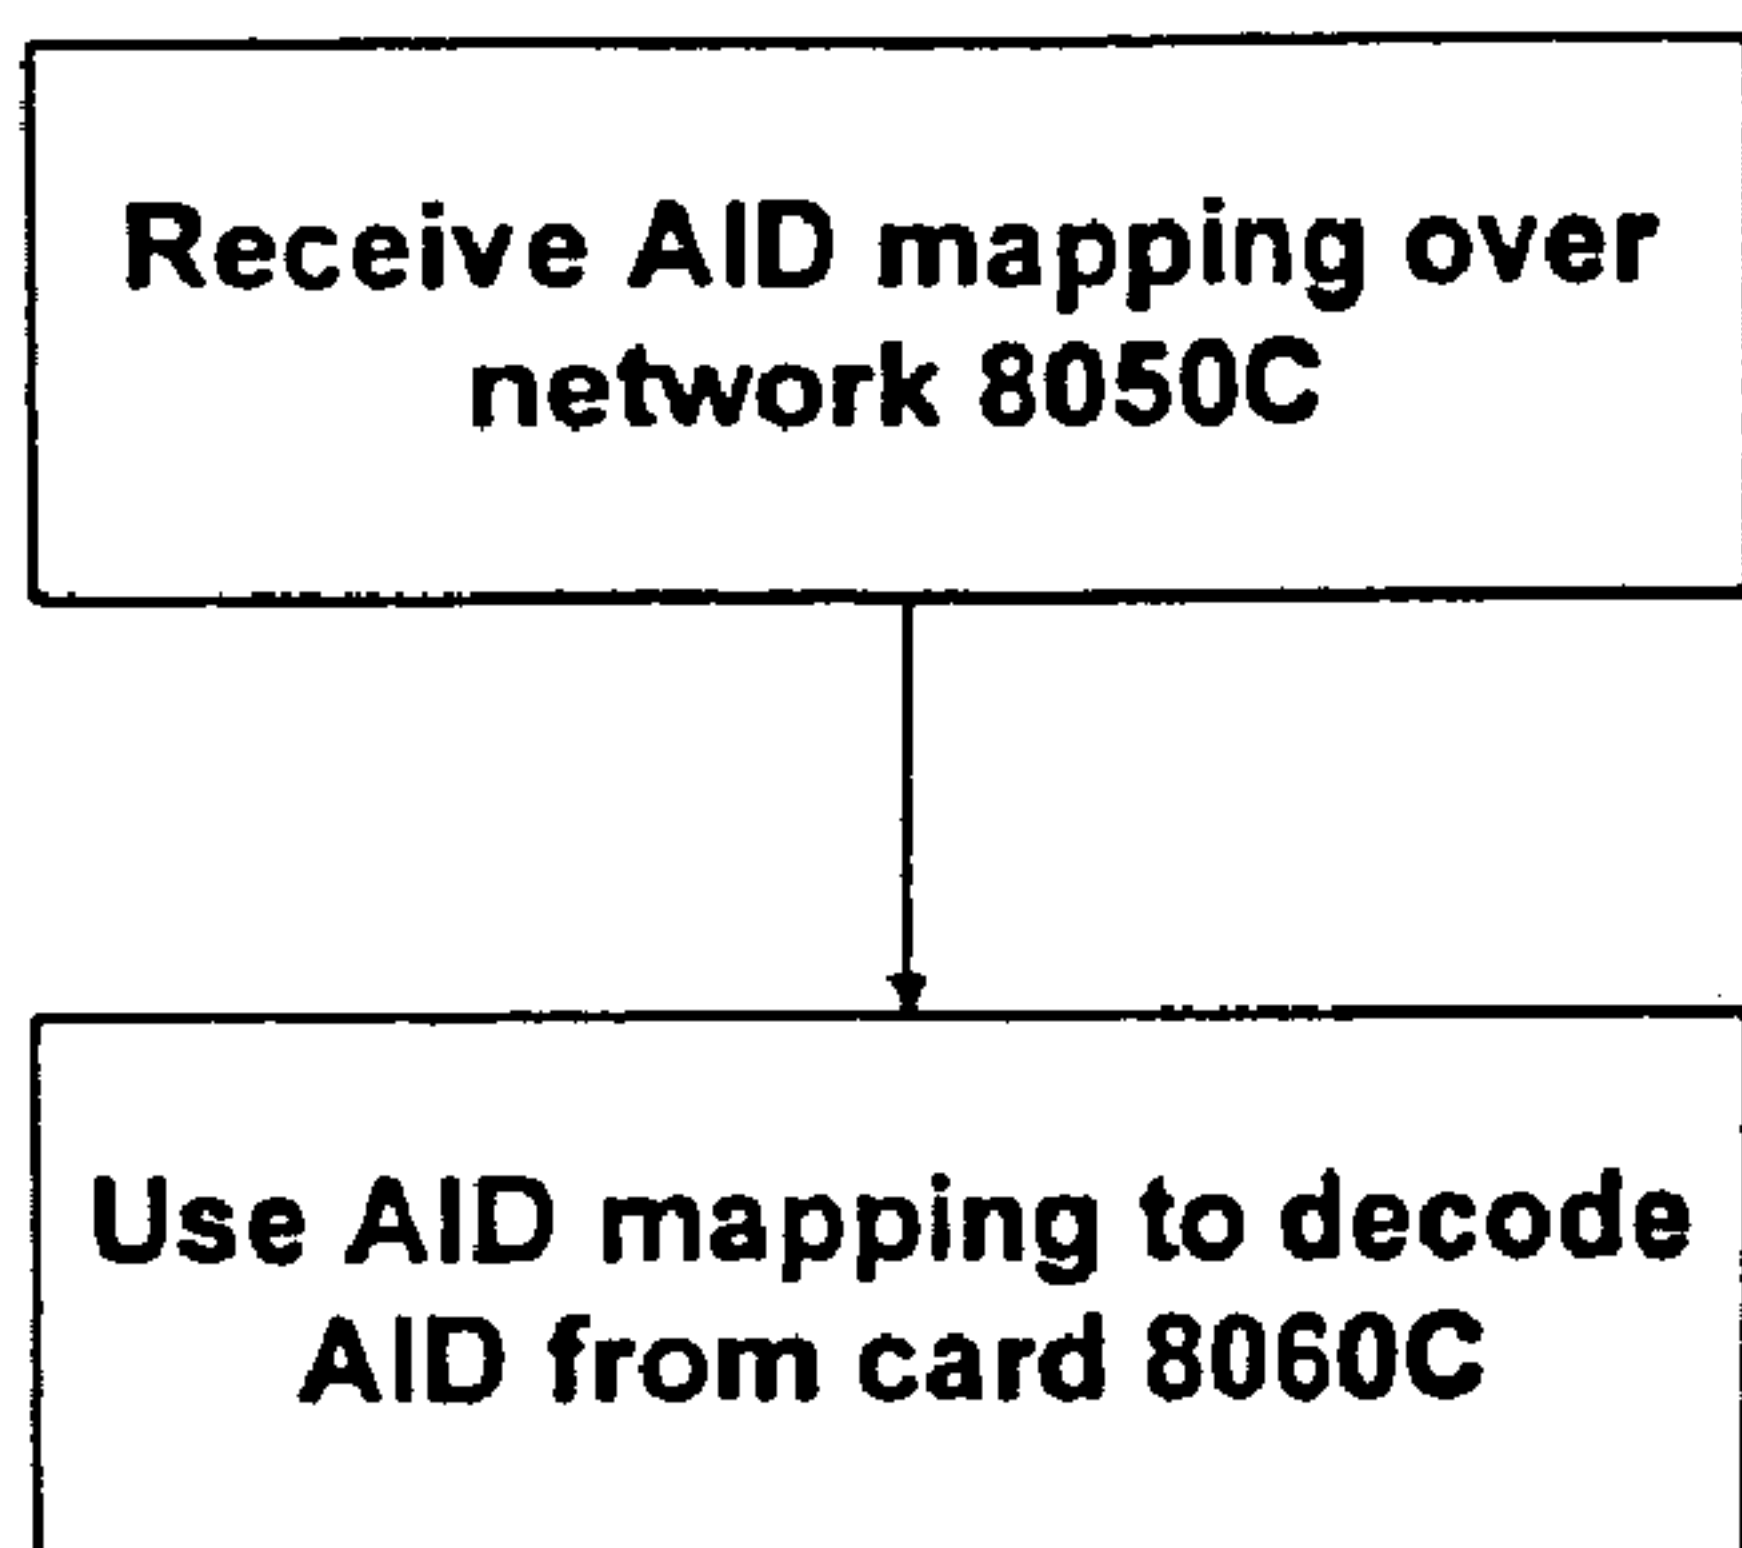 Receive AID mapping over
network 8050C
Use AID mapping to decode
AID from card 8060C